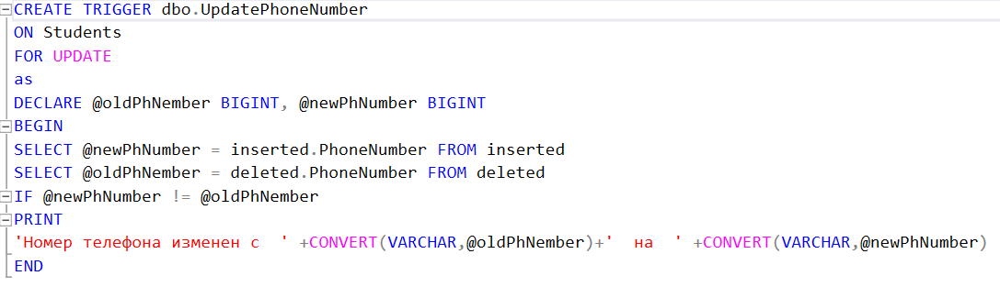 CREATE TRIGGER dbo.UpdatePhoneNumber
ON Students
FOR UPDATE
as
DECLARE @oldPhNember BIGINT, @newPhNumber BIGINT
BEGIN
SELECT @newPhNumber = inserted.PhoneNumber FROM inserted
SELECT @oldPhNember = deleted.PhoneNumber FROM deleted
IF @newPhNumber != @oldPhNember
PRINT
'Номер телефона изменен с  ' +CONVERT(VARCHAR,@oldPhNember)+'  на  ' +CONVERT(VARCHAR,@newPhNumber)
END